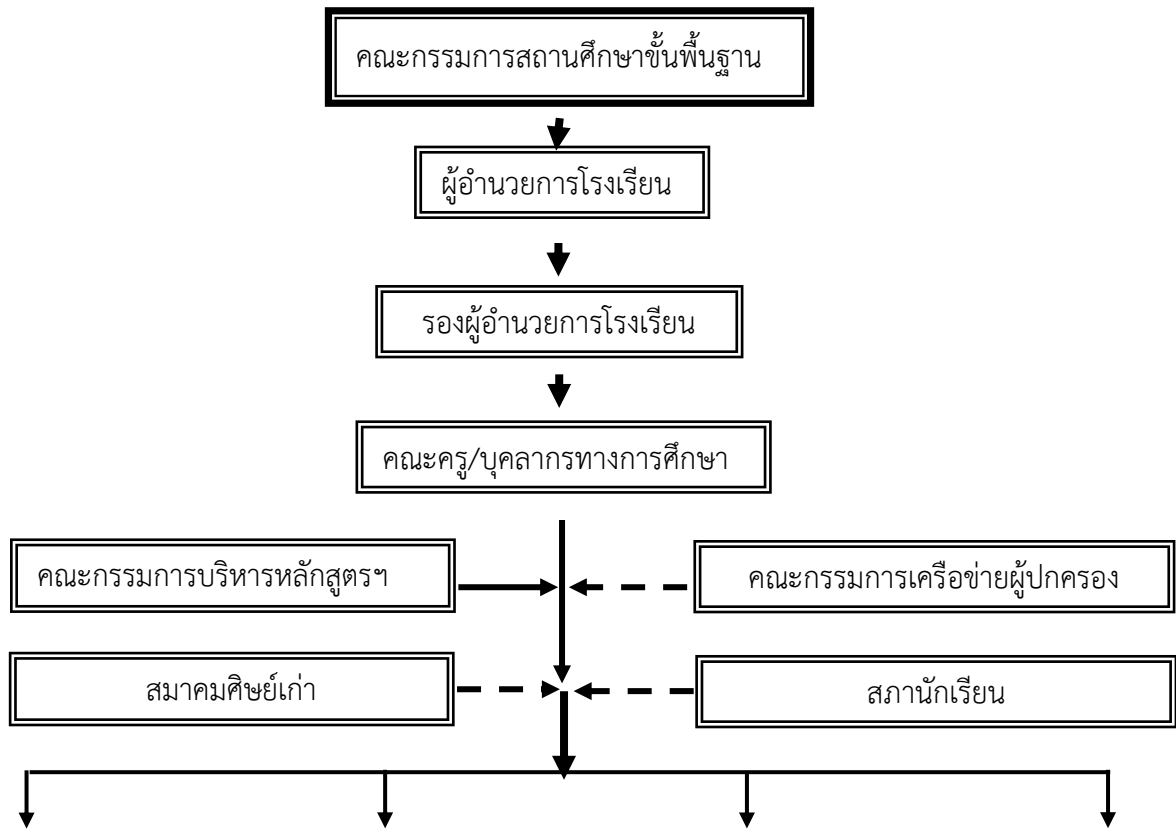 คณะกรรมการสถานศึกษาขั้นพื้นฐาน
ผู้อำนวยการโรงเรียน
รองผู้อำนวยการโรงเรียน
คณะครู/บุคลากรทางการศึกษา
คณะกรรมการบริหารหลักสูตรฯ
คณะกรรมการเครือข่ายผู้ปกครอง
สมาคมศิษย์เก่า
สภานักเรียน